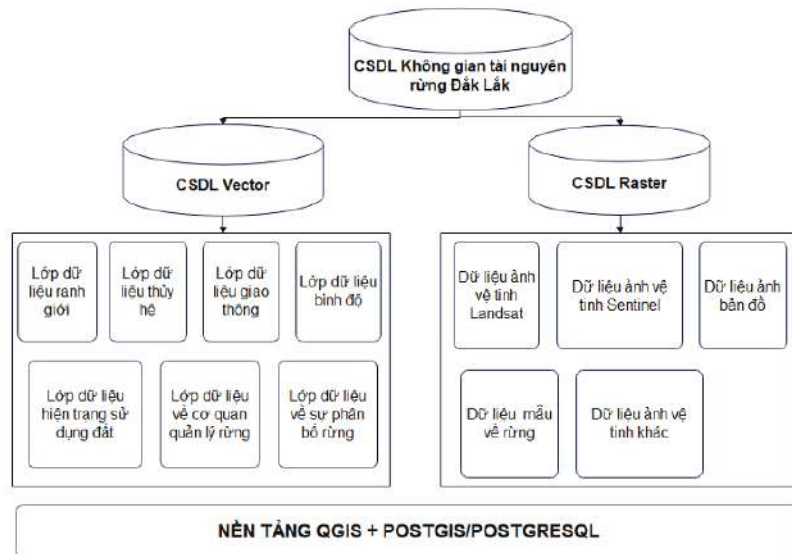 CSDL Không gian tài nguyên
rừng Đắk Lắk
CSDL Vector
CSDL Raster
Lớp dữ
liệu ranh
giới
Lớp dữ
liệu thủy
hệ
Lớp dữ
liệu giao
thông
Lớp dữ liệu
bình độ
Lớp dữ liệu
hiện trạng sử
dụng đất
Lớp dữ liệu
về cơ quan
quản lý rừng
Lớp dữ liệu
về sự phân
bố rừng
Dữ liệu ảnh
vệ tinh
Landsat
Dữ liệu ảnh vệ
tinh Sentinel
Dữ liệu ảnh
bản đồ
Dữ liệu mẫu
về rừng
Dữ liệu ảnh vệ
tinh khác
NỀN TẢNG QGIS + POSTGIS/POSTGRESQL